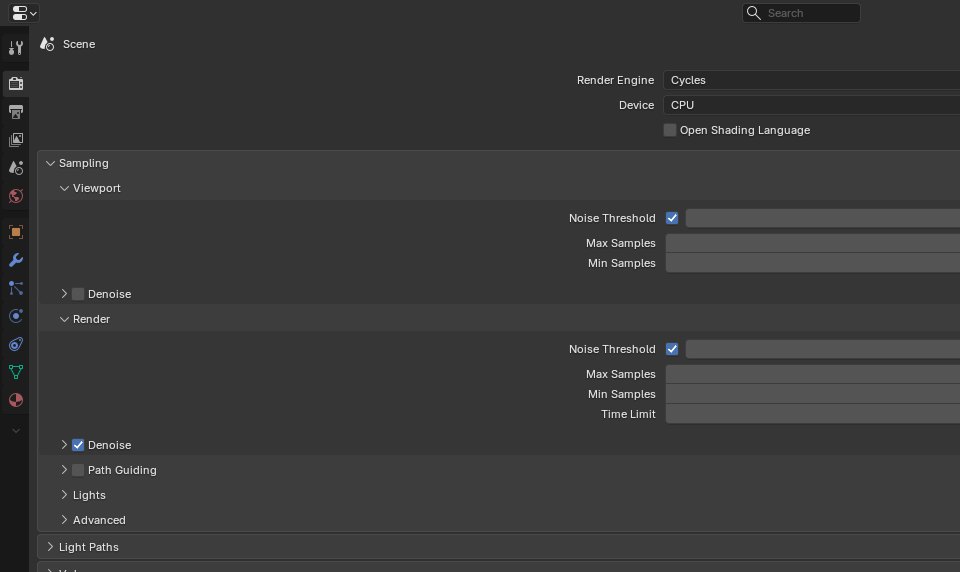 Search
Scene
Render Engine Cycles
Device CPU
Open Shading Language
Sampling
Viewport
Noise Threshold
Max Samples
Min Samples
Denoise
Render
Noise Threshold
Max Samples
Min Samples
Time Limit
Denoise
Path Guiding
Lights
Advanced
Light Paths